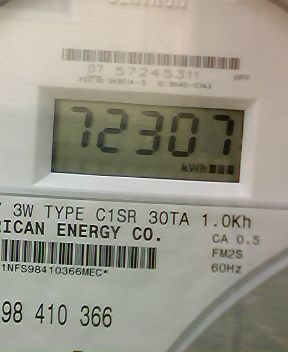 07 57245311
72307
kWh
3W TYPE C1SR 30TA 1.0Kh
RICAN ENERGY CO.
CA 0.5
FM2S
60Hz
1NFS98410366MEC*
98 410 366